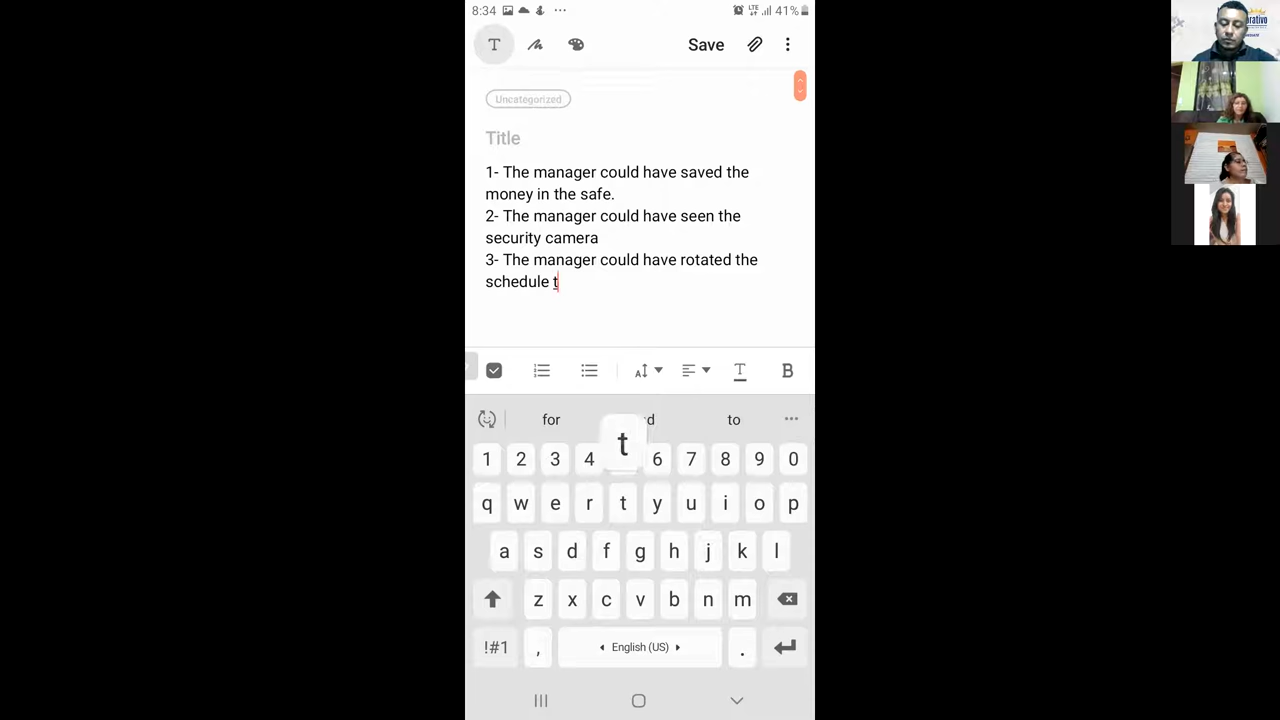 8:34 41%
Save
Uncategorized
Title
1- The manager could have saved the
money in the safe.
2- The manager could have seen the
security camera
3- The manager could have rotated the
schedule t
for to
t
1 2 3 4 6 7 8 9 0
q w e r t y u i o p
a s d f g h j k l
z x c v b n m
!#1 , English (US) .